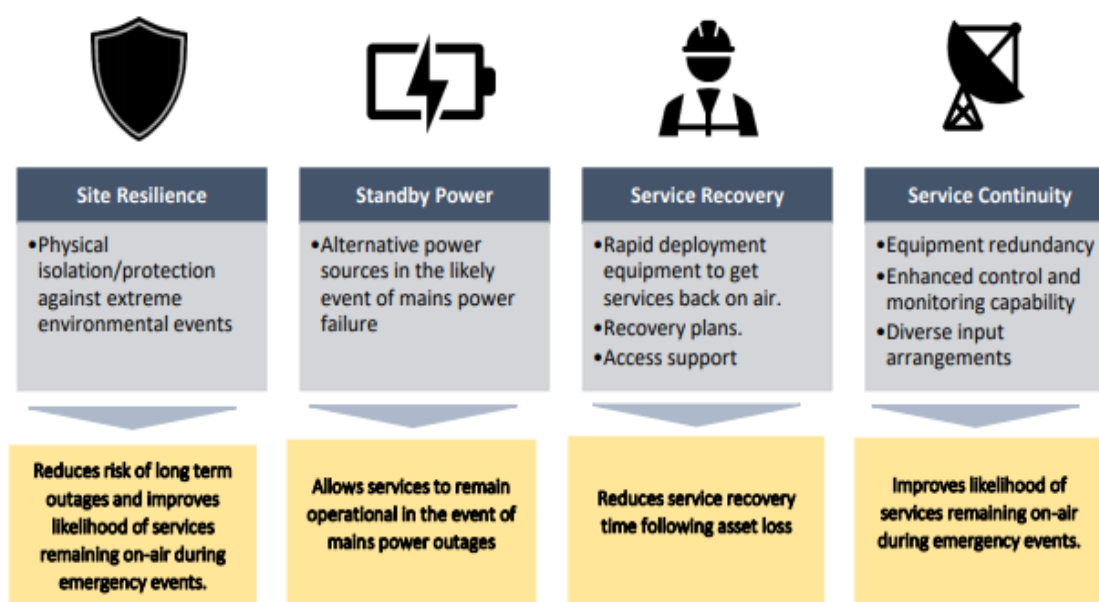 Site Resilience
•Physical
isolation/protection
against extreme
environmental events
Reduces risk of long term
outages and improves
likelihood of services
remaining on-air during
emergency events.
Standby Power
•Alternative power
sources in the likely
event of mains power
failure
Allows services to remain
operational in the event of
mains power outages
Service Recovery
•Rapid deployment
equipment to get
services back on air.
•Recovery plans.
•Access support
Reduces service recovery
time following asset loss
Service Continuity
•Equipment redundancy
•Enhanced control and
monitoring capability
•Diverse input
arrangements
Improves likelihood of
services remaining on-air
during emergency events.